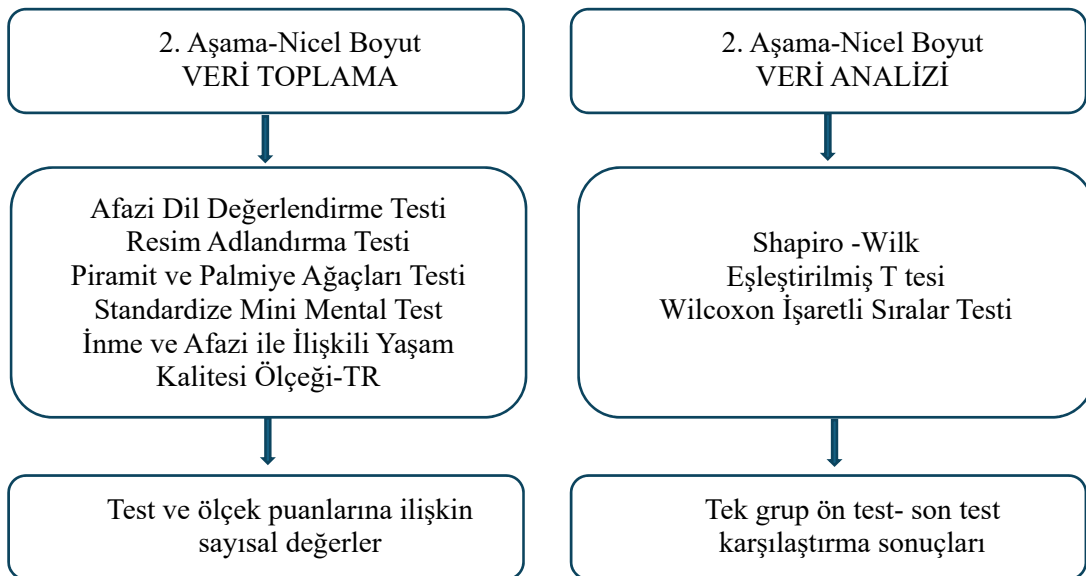 2. Aşama-Nicel Boyut
VERİ TOPLAMA
Afazi Dil Değerlendirme Testi
Resim Adlandırma Testi
Piramit ve Palmiye Ağaçları Testi
Standardize Mini Mental Test
İnme ve Afazi ile İlişkili Yaşam
Kalitesi Ölçeği-TR
Test ve ölçek puanlarına ilişkin
sayısal değerler
2. Aşama-Nicel Boyut
VERİ ANALİZİ
Shapiro -Wilk
Eşleştirilmiş T tesi
Wilcoxon İşaretli Sıralar Testi
Tek grup ön test- son test
karşılaştırma sonuçları